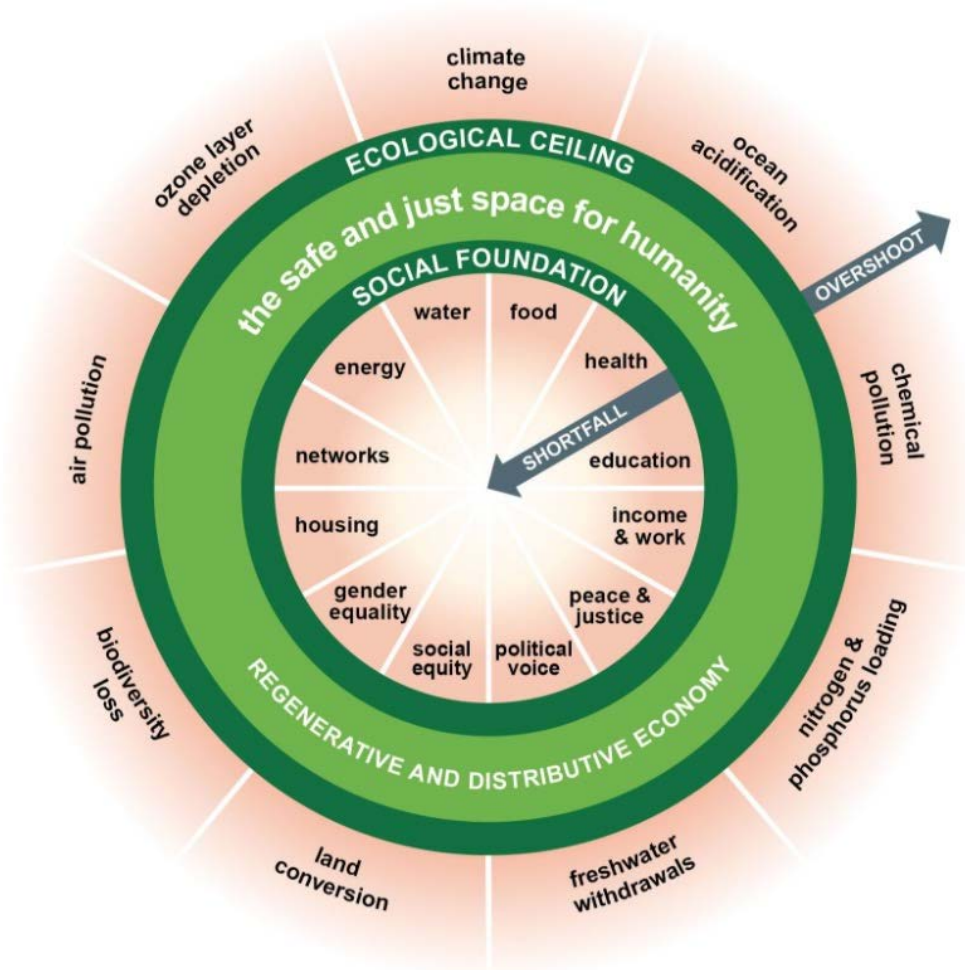 climate
change
ozone layer
depletion
ocean
acidification
ECOLOGICAL CEILING
the safe and just space for humanity
SOCIAL FOUNDATION
OVERSHOOT
water
food
energy
health
SHORTFALL
air pollution
chemical
pollution
networks
education
housing
income
& work
gender
equality
peace &
justice
social
equity
political
voice
biodiversity
loss
nitrogen &
phosphorus loading
REGENERATIVE AND DISTRIBUTIVE ECONOMY
land
conversion
freshwater
withdrawals